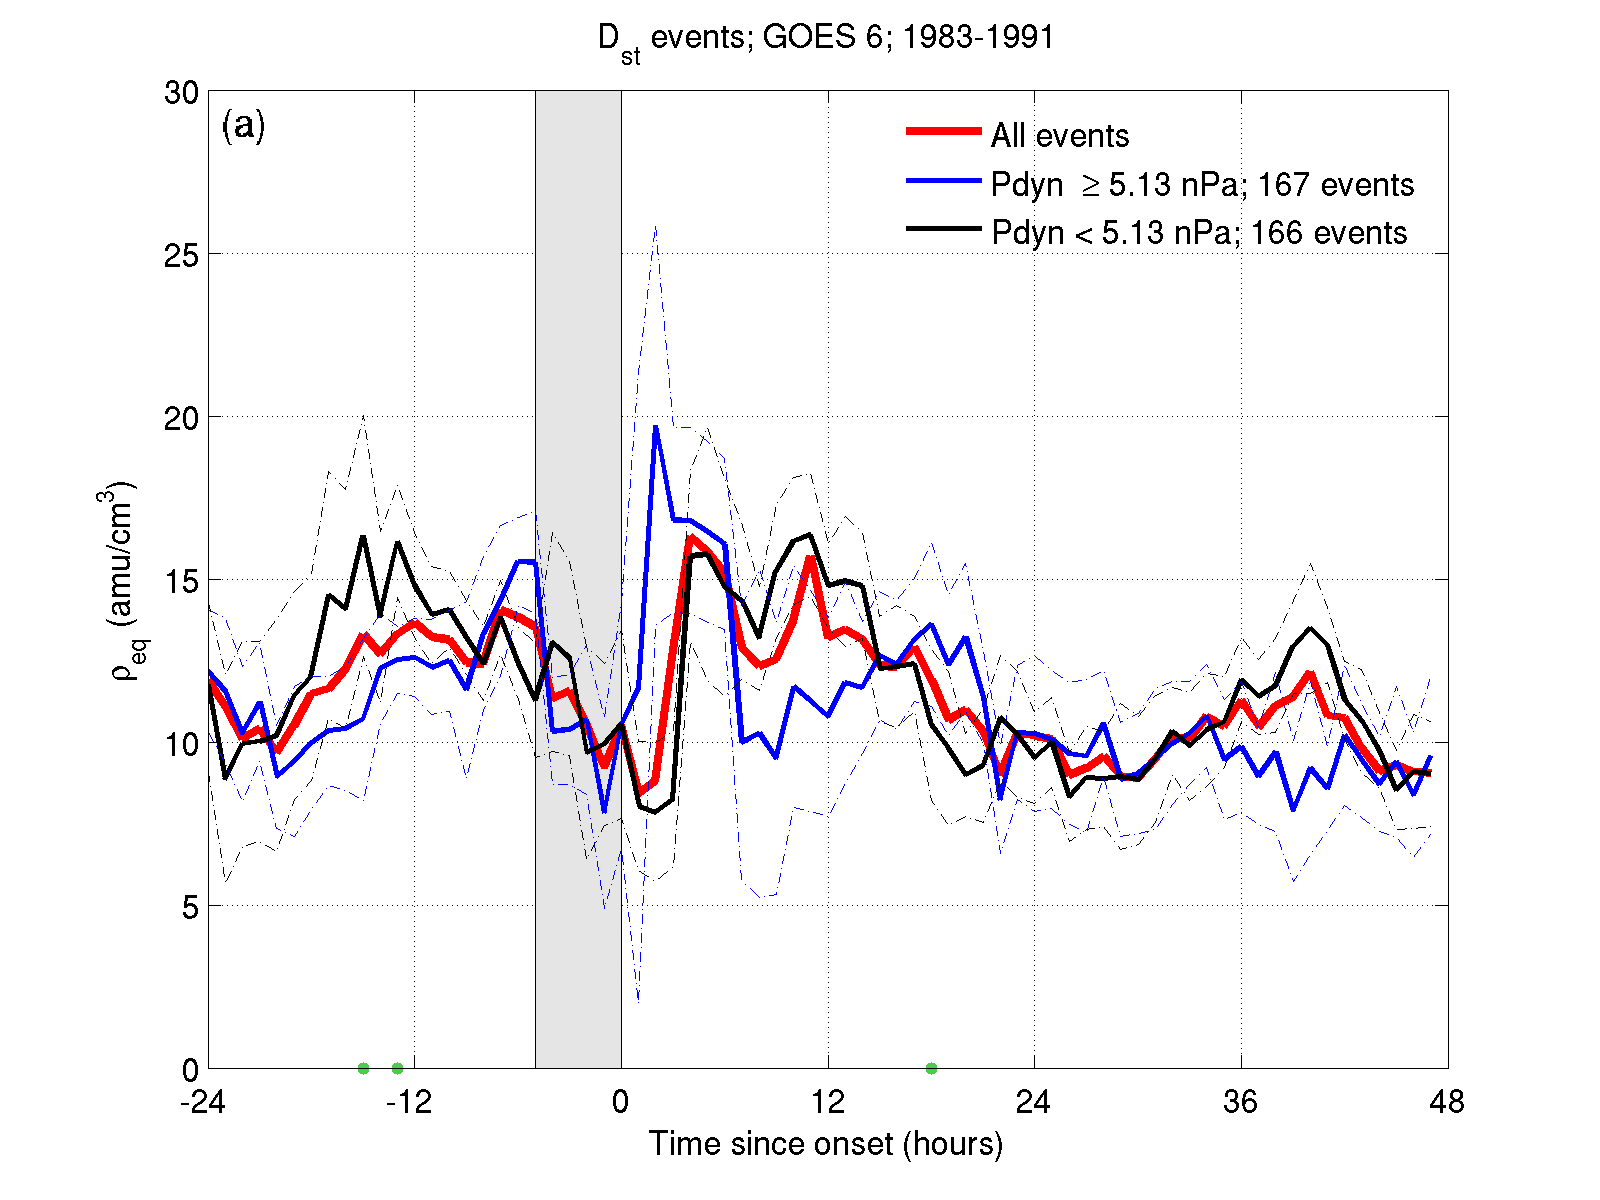 D_st events; GOES 6; 1983-1991
(a)
All events
Pdyn ≥ 5.13 nPa; 167 events
Pdyn < 5.13 nPa; 166 events
30
25
20
15
10
5
0
ρ_eq (amu/cm³)
-24 -12 0 12 24 36 48
Time since onset (hours)